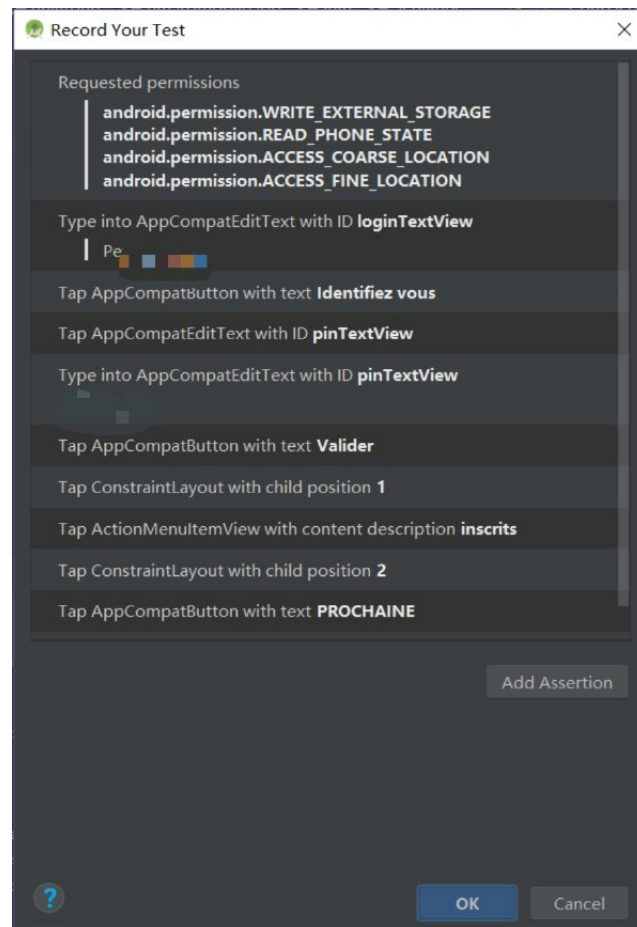 Record Your Test
Requested permissions
android.permission.WRITE_EXTERNAL_STORAGE
android.permission.READ_PHONE_STATE
android.permission.ACCESS_COARSE_LOCATION
android.permission.ACCESS_FINE_LOCATION
Type into AppCompatEditText with ID loginTextView
Tap AppCompatButton with text Identifiez vous
Tap AppCompatEditText with ID pinTextView
Type into AppCompatEditText with ID pinTextView
Tap AppCompatButton with text Valider
Tap ConstraintLayout with child position 1
Tap ActionMenuItemView with content description inscrits
Tap ConstraintLayout with child position 2
Tap AppCompatButton with text PROCHAINE
Add Assertion
?
OK Cancel